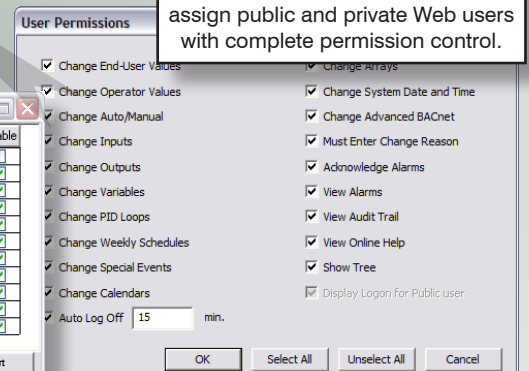 assign public and private Web users
with complete permission control.
User Permissions
Change End-User Values
Change Operator Values
Change Auto/Manual
Change Inputs
Change Outputs
Change Variables
Change PID Loops
Change Weekly Schedules
Change Special Events
Change Calendars
Auto Log Off 15 min.
Change Arrays
Change System Date and Time
Change Advanced BACnet
Must Enter Change Reason
Acknowledge Alarms
View Alarms
View Audit Trail
View Online Help
Show Tree
Display Logon for Public user
OK Select All Unselect All Cancel